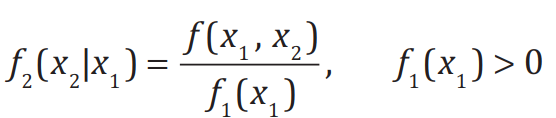 f₂(x₂|x₁) = f(x₁, x₂) / f₁(x₁), f₁(x₁) > 0